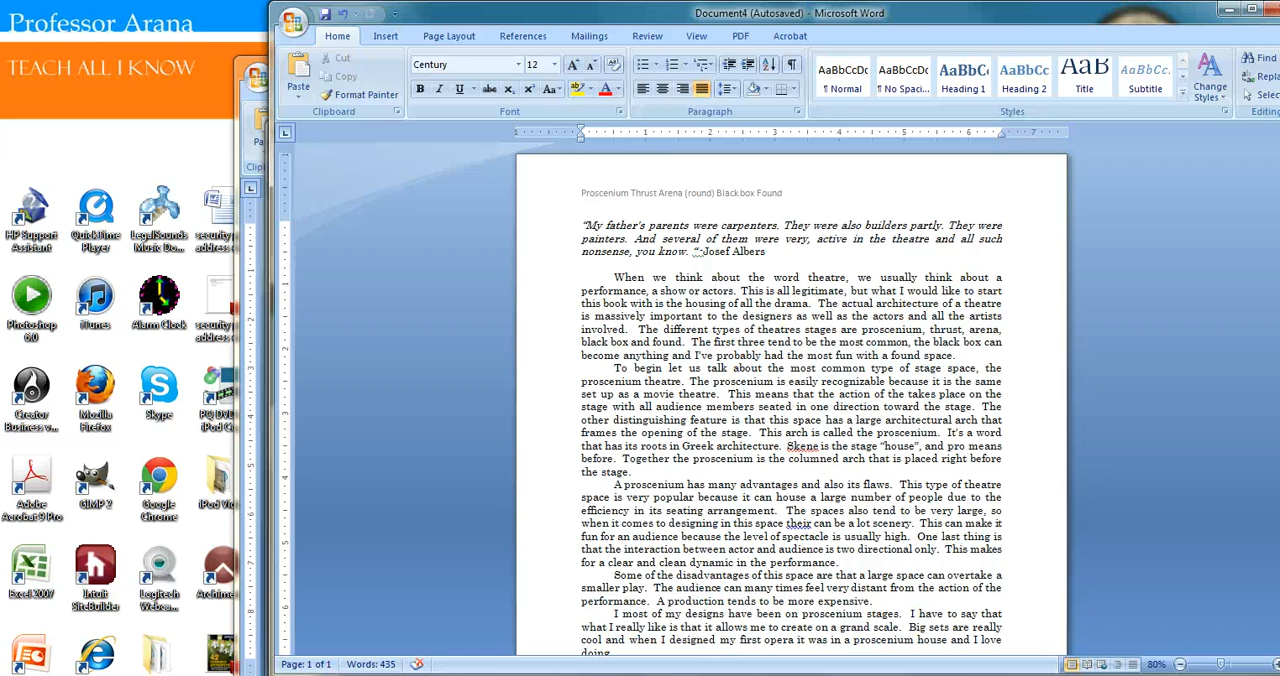 Professor Arana
TEACH ALL I KNOW
Document4 (Autosaved) - Microsoft Word
Home Insert Page Layout References Mailings Review View PDF Acrobat
Paste
Cut
Copy
Format Painter
Clipboard
Century 12
Font
Paragraph
AaBbCcDc AaBbCcDc AaBbC AaBbCc AaB AaBbCc.
¶ Normal ¶ No Spaci... Heading 1 Heading 2 Title Subtitle
Change Styles
Styles
Find
Editing
HP Support Assistant
QuickTime Player
LegalSounds Music Do...
security address
Photoshop 6.0
iTunes
Alarm Clock
security address
Creator Business v...
Mozilla Firefox
Skype
PQ DVD iPod Co
Adobe Acrobat 9 Pro
GIMP 2
Google Chrome
iPod Vi
Excel 2007
Intuit SiteBuilder
Logitech Webca...
Archime
Proscenium Thrust Arena (round) Black box Found
“My father's parents were carpenters. They were also builders partly. They were
painters. And several of them were very, active in the theatre and all such
nonsense, you know. “-Josef Albers
When we think about the word theatre, we usually think about a
performance, a show or actors. This is all legitimate, but what I would like to start
this book with is the housing of all the drama. The actual architecture of a theatre
is massively important to the designers as well as the actors and all the artists
involved. The different types of theatres stages are proscenium, thrust, arena,
black box and found. The first three tend to be the most common, the black box can
become anything and I've probably had the most fun with a found space.
To begin let us talk about the most common type of stage space, the
proscenium theatre. The proscenium is easily recognizable because it is the same
set up as a movie theatre. This means that the action of the takes place on the
stage with all audience members seated in one direction toward the stage. The
other distinguishing feature is that this space has a large architectural arch that
frames the opening of the stage. This arch is called the proscenium. It's a word
that has its roots in Greek architecture. Skene is the stage “house”, and pro means
before. Together the proscenium is the columned arch that is placed right before
the stage.
A proscenium has many advantages and also its flaws. This type of theatre
space is very popular because it can house a large number of people due to the
efficiency in its seating arrangement. The spaces also tend to be very large, so
when it comes to designing in this space their can be a lot scenery. This can make it
fun for an audience because the level of spectacle is usually high. One last thing is
that the interaction between actor and audience is two directional only. This makes
for a clear and clean dynamic in the performance.
Some of the disadvantages of this space are that a large space can overtake a
smaller play. The audience can many times feel very distant from the action of the
performance. A production tends to be more expensive.
I most of my designs have been on proscenium stages. I have to say that
what I really like is that it allows me to create on a grand scale. Big sets are really
cool and when I designed my first opera it was in a proscenium house and I love
doing
Page: 1 of 1 Words: 435 80%